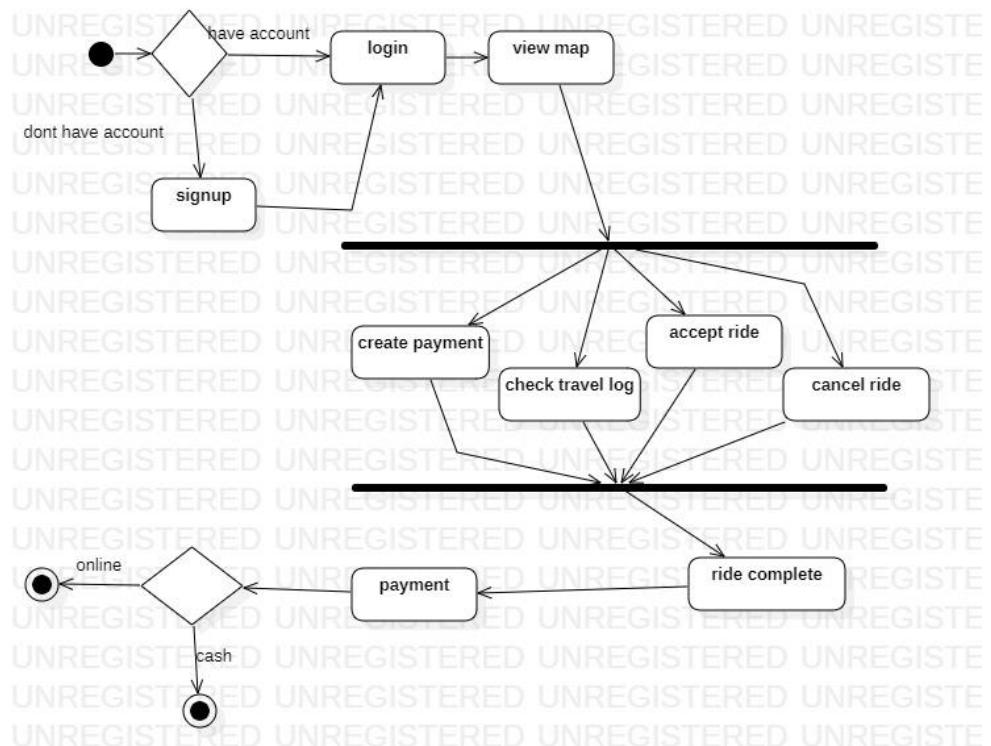 have account
login
view map
dont have account
signup
create payment
accept ride
check travel log
cancel ride
online
payment
ride complete
cash
UNREGISTERED